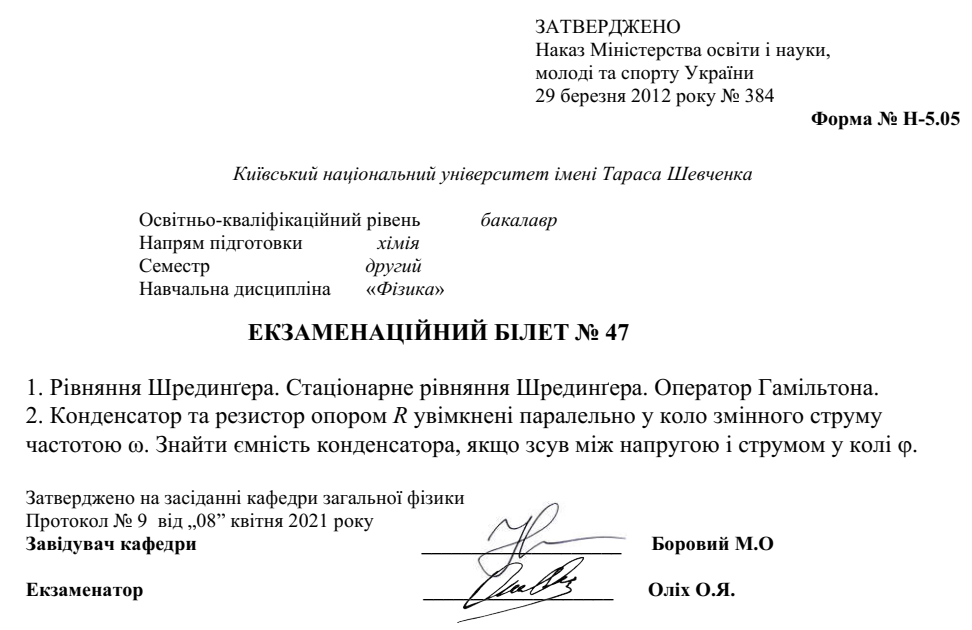 ЗАТВЕРДЖЕНО
Наказ Міністерства освіти і науки,
молоді та спорту України
29 березня 2012 року № 384
Форма № Н-5.05
Київський національний університет імені Тараса Шевченка
Освітньо-кваліфікаційний рівень бакалавр
Напрям підготовки хімія
Семестр другий
Навчальна дисципліна «Фізика»
ЕКЗАМЕНАЦІЙНИЙ БІЛЕТ № 47
1. Рівняння Шредингера. Стаціонарне рівняння Шредингера. Оператор Гамільтона.
2. Конденсатор та резистор опором R увімкнені паралельно у коло змінного струму
частотою ω. Знайти ємність конденсатора, якщо зсув між напругою і струмом у колі φ.
Затверджено на засіданні кафедри загальної фізики
Протокол № 9 від „08” квітня 2021 року
Завідувач кафедри Боровий М.О
Екзаменатор Оліх О.Я.